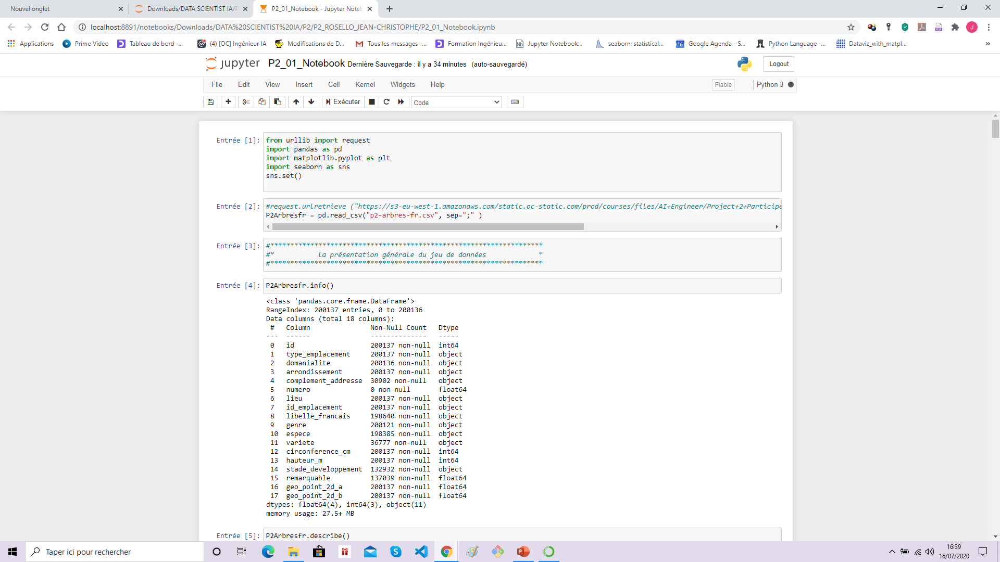 Nouvel onglet
Downloads/DATA SCIENTIST IA/P
P2_01_Notebook - Jupyter Noteb
localhost:8891/notebooks/Downloads/DATA%20SCIENTIST%20IA/P2/P2_ROSELLO_JEAN-CHRISTOPHE/P2_01_Notebook.ipynb
J
Applications
Prime Video
Tableau de bord -...
(4) [OC] Ingénieur IA
Modifications de D...
Tous les messages -...
Formation Ingénieu...
Jupyter Notebook...
seaborn: statistical...
16
Google Agenda - S...
Python Language -...
Dataviz_with_matpl...
»
jupyter P2_01_Notebook Dernière Sauvegarde : il y a 34 minutes (auto-sauvegardé)
Logout
File Edit View Insert Cell Kernel Widgets Help
Fiable
Python 3
Exécuter
Code
Entrée [1]:
from urllib import request
import pandas as pd
import matplotlib.pyplot as plt
import seaborn as sns
sns.set()
Entrée [2]:
#request.urlretrieve ("https://s3-eu-west-1.amazonaws.com/static.oc-static.com/prod/courses/files/AI+Engineer/Project+2+Participe
P2Arbresfr = pd.read_csv("p2-arbres-fr.csv", sep=";" )
Entrée [3]:
#********************************************************************
#* la présentation générale du jeu de données *
#********************************************************************
Entrée [4]:
P2Arbresfr.info()
<class 'pandas.core.frame.DataFrame'>
RangeIndex: 200137 entries, 0 to 200136
Data columns (total 18 columns):
# Column Non-Null Count Dtype
--- ------ -------------- -----
0 id 200137 non-null int64
1 type_emplacement 200137 non-null object
2 domanialite 200136 non-null object
3 arrondissement 200137 non-null object
4 complement_addresse 30902 non-null object
5 numero 0 non-null float64
6 lieu 200137 non-null object
7 id_emplacement 200137 non-null object
8 libelle_francais 198640 non-null object
9 genre 200121 non-null object
10 espece 198385 non-null object
11 variete 36777 non-null object
12 circonference_cm 200137 non-null int64
13 hauteur_m 200137 non-null int64
14 stade_developpement 132932 non-null object
15 remarquable 137039 non-null float64
16 geo_point_2d_a 200137 non-null float64
17 geo_point_2d_b 200137 non-null float64
dtypes: float64(4), int64(3), object(11)
memory usage: 27.5+ MB
Entrée [5]:
P2Arbresfr.describe()
Taper ici pour rechercher
16:39
16/07/2020